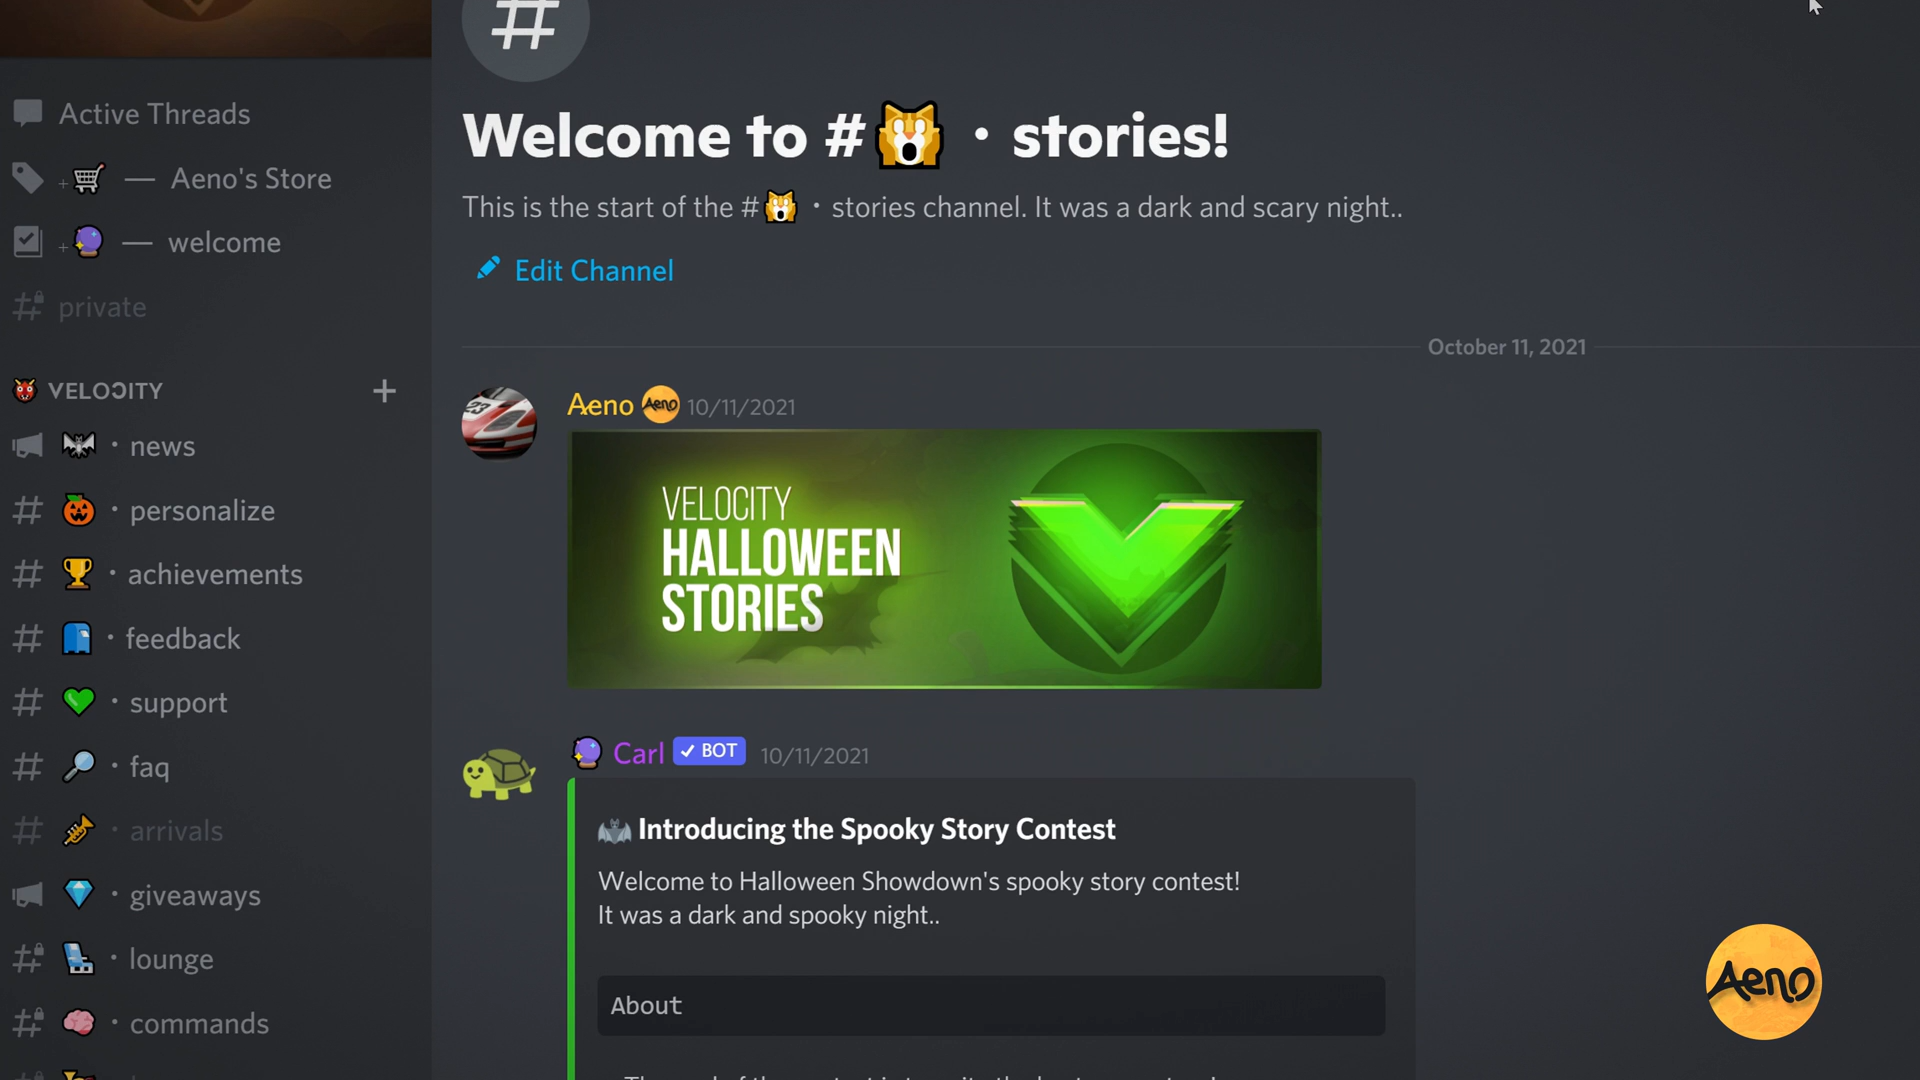 Active Threads
— Aeno's Store
— welcome
private
VELOƆITY
• news
# • personalize
# • achievements
# • feedback
# • support
# • faq
# • arrivals
• giveaways
• lounge
• commands
#
Welcome to # • stories!
This is the start of the # • stories channel. It was a dark and scary night..
Edit Channel
October 11, 2021
Aeno Aeno 10/11/2021
23
VELOCITY
HALLOWEEN
STORIES
Carl ✓ BOT 10/11/2021
Introducing the Spooky Story Contest
Welcome to Halloween Showdown's spooky story contest!
It was a dark and spooky night..
About
Aeno